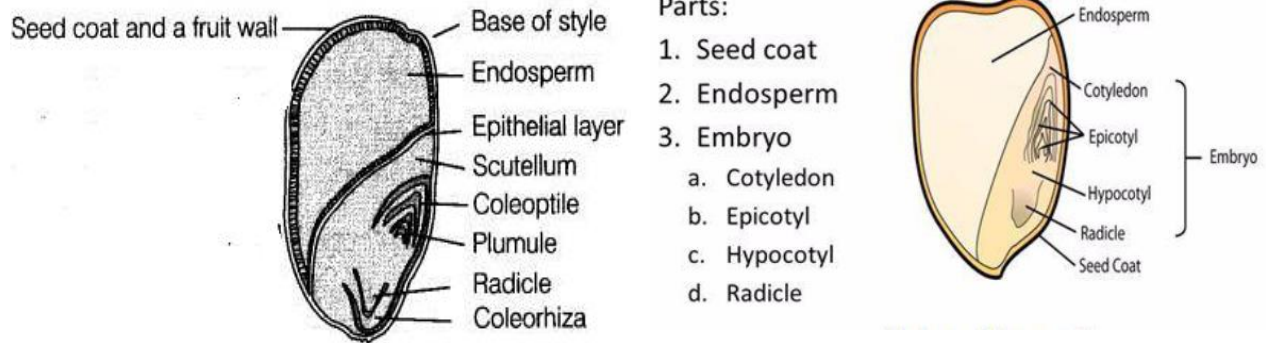 Seed coat and a fruit wall
Base of style
Endosperm
Epithelial layer
Scutellum
Coleoptile
Plumule
Radicle
Coleorhiza
Parts:
1. Seed coat
2. Endosperm
3. Embryo
a. Cotyledon
b. Epicotyl
c. Hypocotyl
d. Radicle
Endosperm
Cotyledon
Epicotyl
Embryo
Hypocotyl
Radicle
Seed Coat